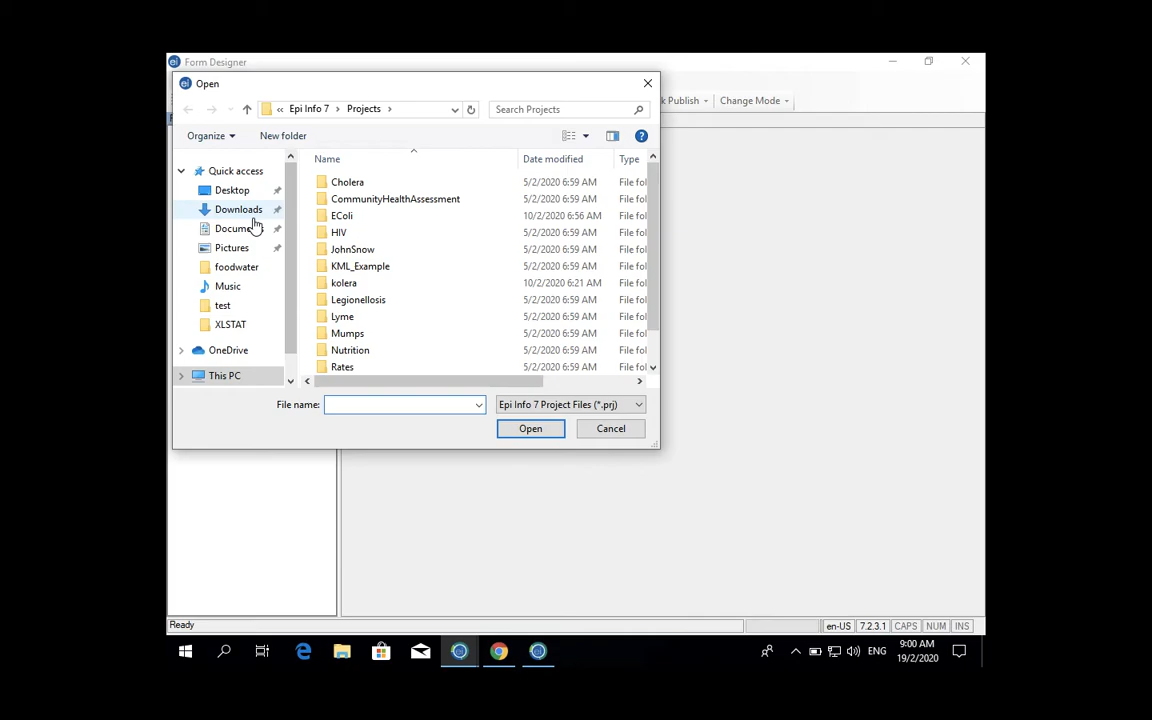 Form Designer
Open
« Epi Info 7 > Projects >
Search Projects
k Publish
Change Mode
Organize
New folder
Name
Date modified
Type
Quick access
Desktop
Downloads
Docum
Pictures
foodwater
Music
test
XLSTAT
OneDrive
This PC
Cholera 5/2/2020 6:59 AM File fol
CommunityHealthAssessment 5/2/2020 6:59 AM File fol
EColi 10/2/2020 6:56 AM File fol
HIV 5/2/2020 6:59 AM File fol
JohnSnow 5/2/2020 6:59 AM File fol
KML_Example 5/2/2020 6:59 AM File fol
kolera 10/2/2020 6:21 AM File fol
Legionellosis 5/2/2020 6:59 AM File fol
Lyme 5/2/2020 6:59 AM File fol
Mumps 5/2/2020 6:59 AM File fol
Nutrition 5/2/2020 6:59 AM File fol
Rates 5/2/2020 6:59 AM File fol
File name:
Epi Info 7 Project Files (*.prj)
Open
Cancel
Ready
en-US 7.2.3.1 CAPS NUM INS
ENG
9:00 AM
19/2/2020